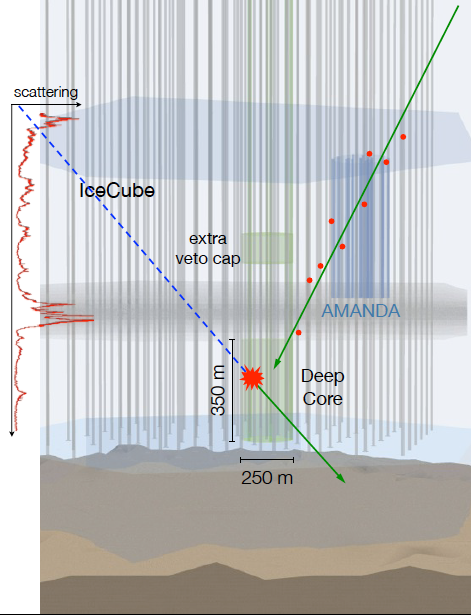 scattering
IceCube
extra
veto cap
AMANDA
350 m
Deep
Core
250 m